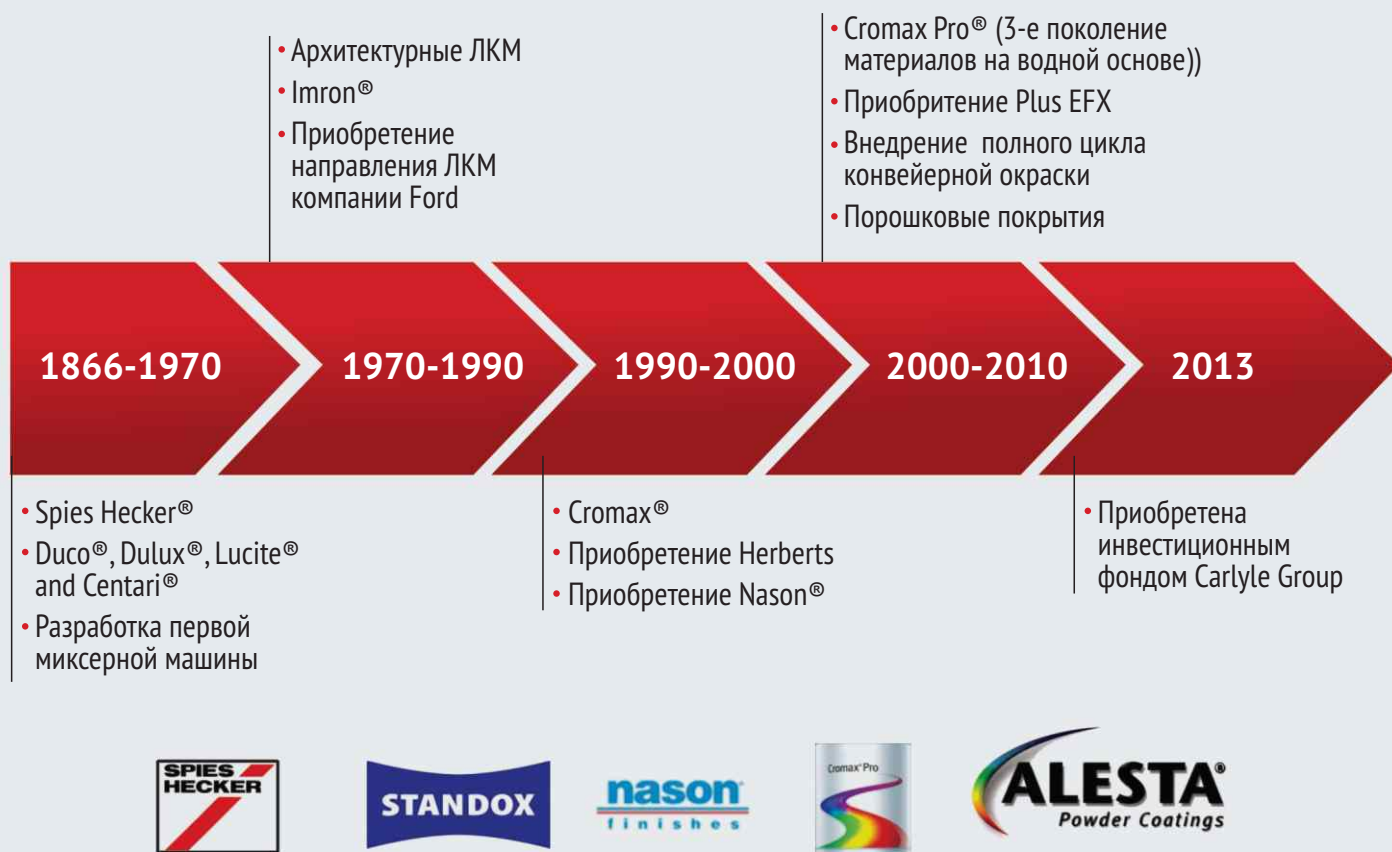 • Архитектурные ЛКМ
• Imron®
• Приобретение
направления ЛКМ
компании Ford
• Cromax Pro® (3-е поколение
материалов на водной основе))
• Приобритение Plus EFX
• Внедрение полного цикла
конвейерной окраски
• Порошковые покрытия
1866-1970
1970-1990
1990-2000
2000-2010
2013
• Spies Hecker®
• Duco®, Dulux®, Lucite®
and Centari®
• Разработка первой
миксерной машины
• Cromax®
• Приобретение Herberts
• Приобретение Nason®
• Приобретена
инвестиционным
фондом Carlyle Group
SPIES
HECKER
STANDOX
nason
finishes
Cromax® Pro
ALESTA®
Powder Coatings